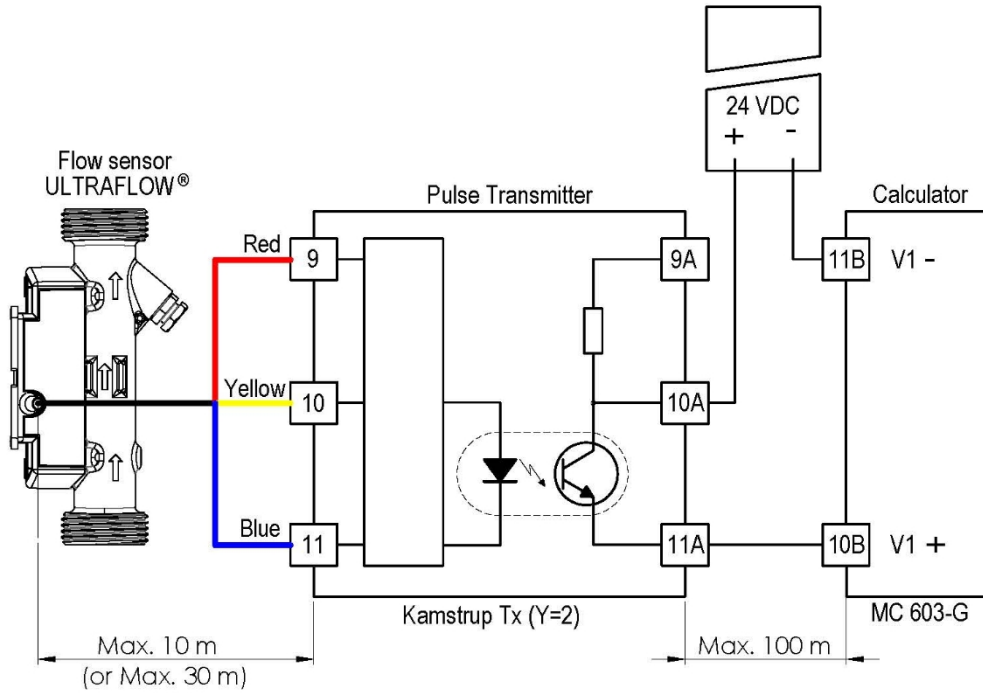 24 VDC
+ -
Flow sensor
ULTRAFLOW®
Pulse Transmitter
Calculator
Red
9
9A
11B
V1 -
Yellow
10
10A
Blue
11
11A
10B
V1 +
Kamstrup Tx (Y=2)
MC 603-G
Max. 10 m
(or Max. 30 m)
Max. 100 m